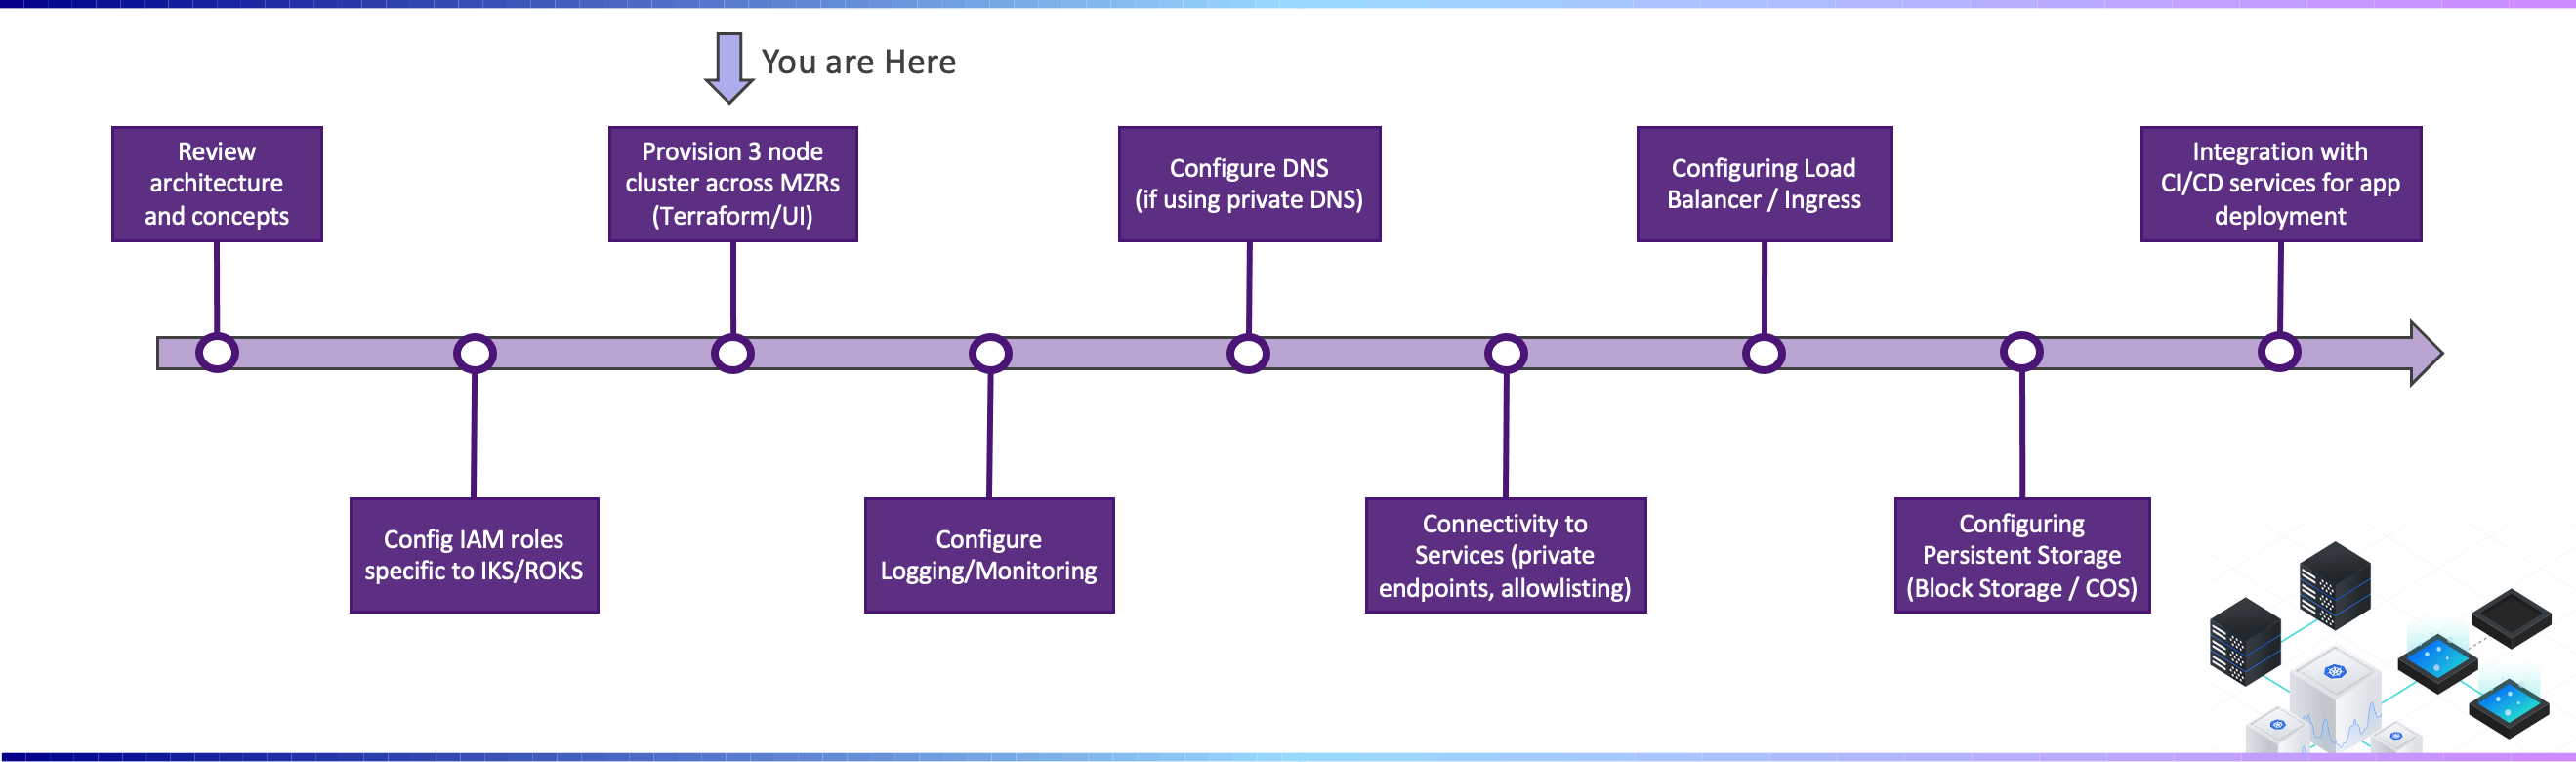 You are Here
Review
architecture
and concepts
Provision 3 node
cluster across MZRs
(Terraform/UI)
Configure DNS
(if using private DNS)
Configuring Load
Balancer / Ingress
Integration with
CI/CD services for app
deployment
Config IAM roles
specific to IKS/ROKS
Configure
Logging/Monitoring
Connectivity to
Services (private
endpoints, allowlisting)
Configuring
Persistent Storage
(Block Storage / COS)